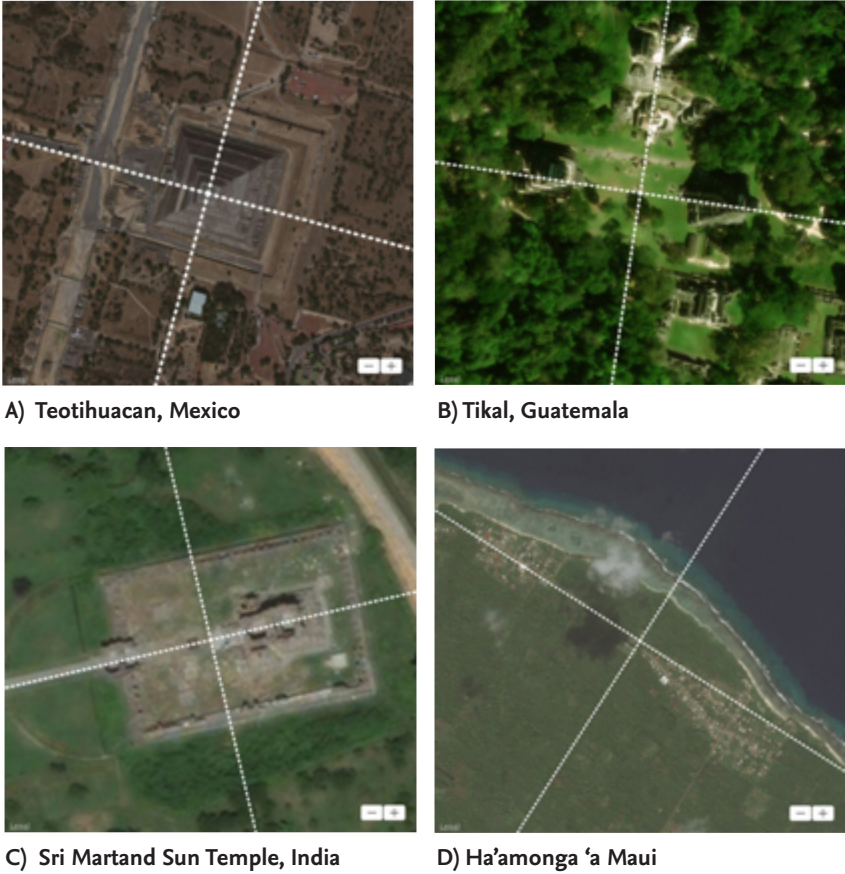 A) Teotihuacan, Mexico
B) Tikal, Guatemala
C) Sri Martand Sun Temple, India
D) Ha'amonga ‘a Maui